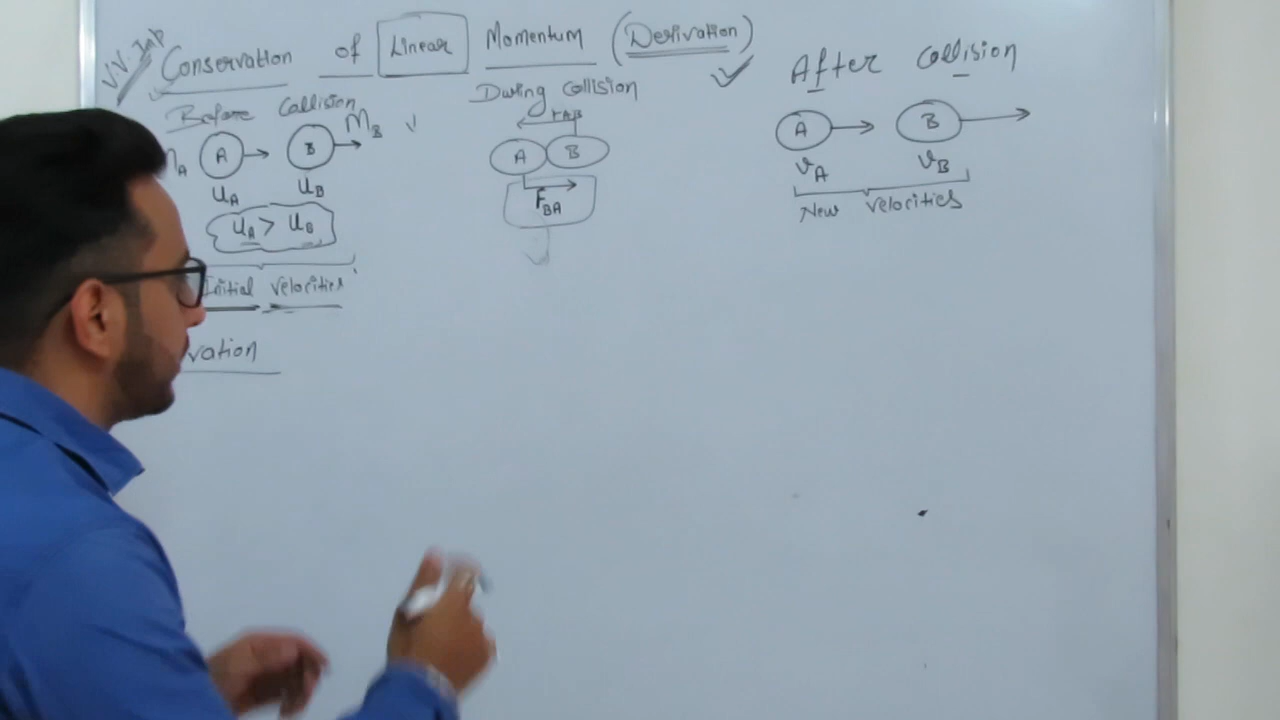 V.V. Imp
Conservation of Linear Momentum (Derivation)
Before Collision
A B MB
UA UB
UA > UB
Initial velocities
vation
During Collision
FAB
A B
FBA
After Collision
A B
vA vB
New velocities